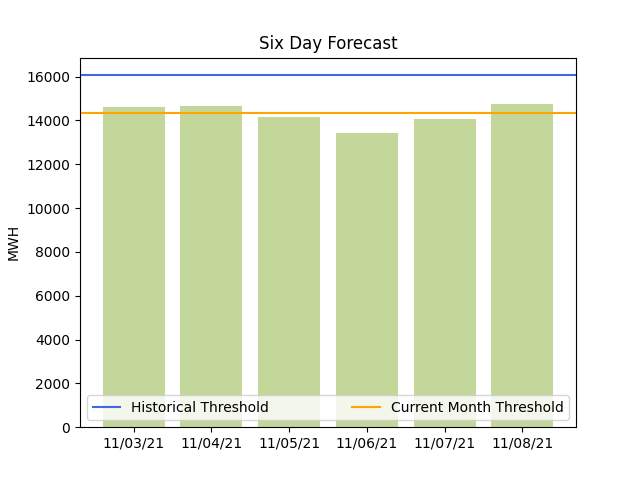 Six Day Forecast
16000
14000
12000
10000
8000
6000
4000
2000
0
MWH
Historical Threshold
Current Month Threshold
11/03/21 11/04/21 11/05/21 11/06/21 11/07/21 11/08/21